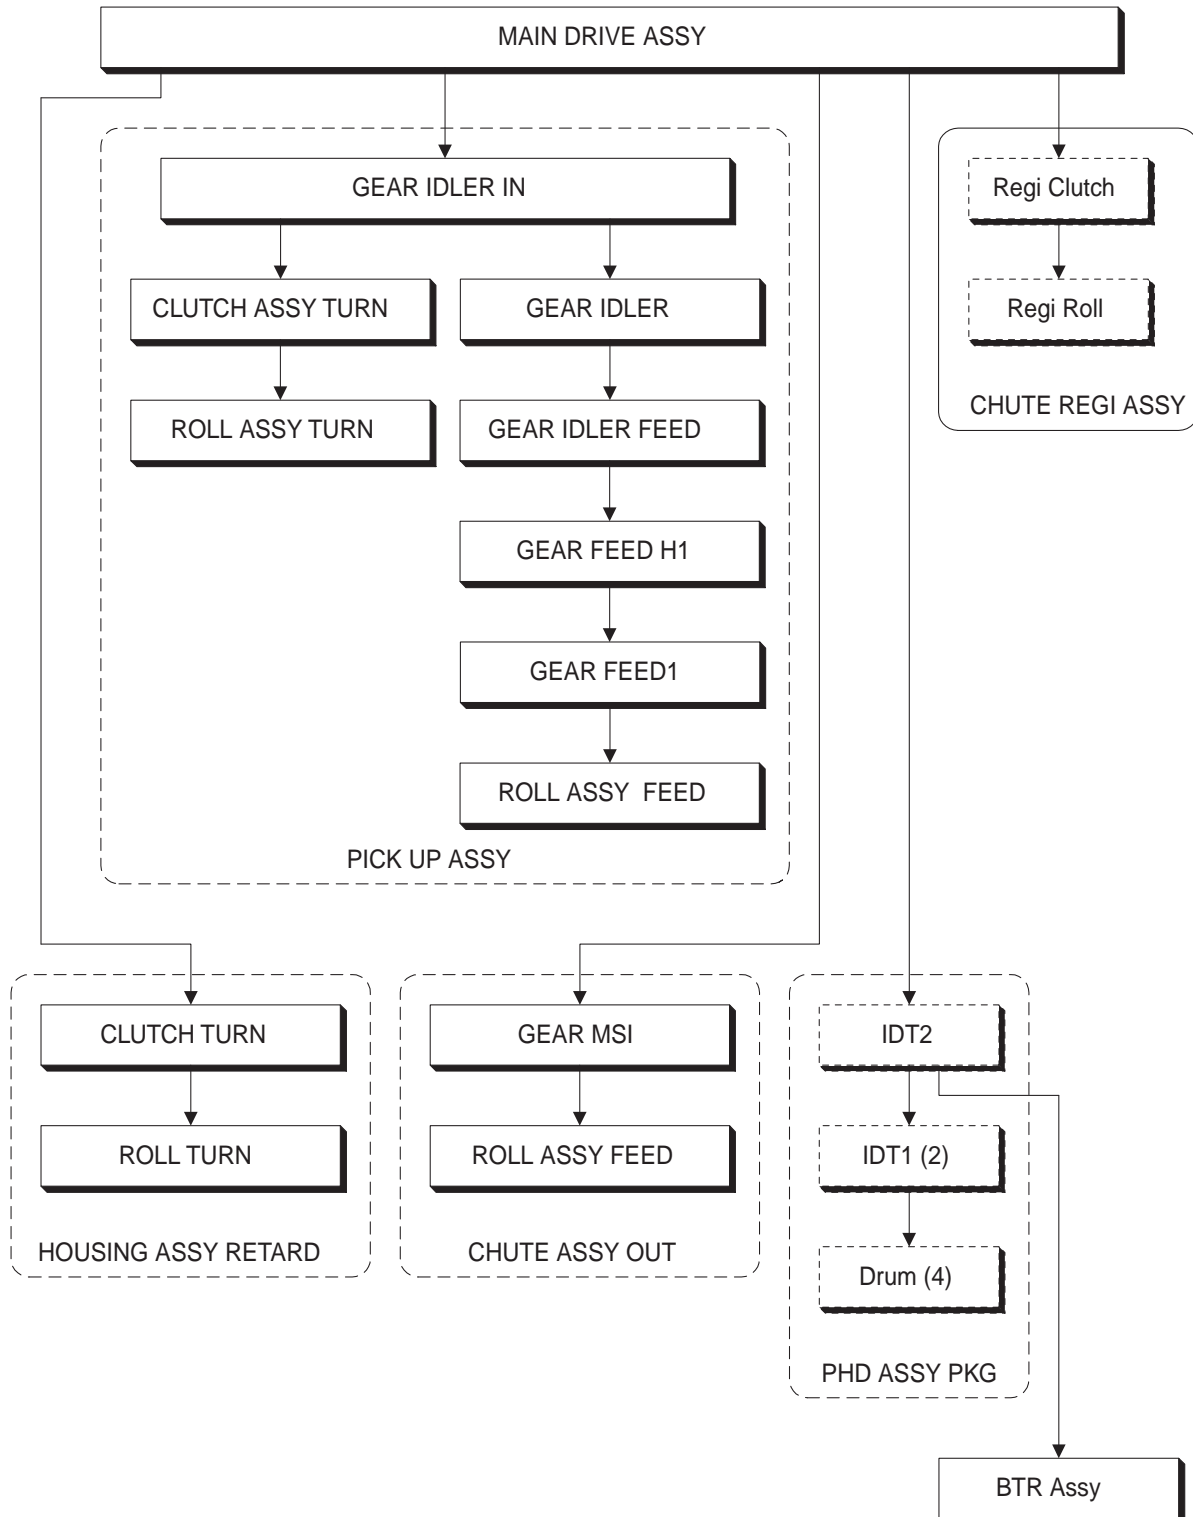 MAIN DRIVE ASSY
GEAR IDLER IN
Regi Clutch
CLUTCH ASSY TURN
GEAR IDLER
Regi Roll
ROLL ASSY TURN
GEAR IDLER FEED
CHUTE REGI ASSY
GEAR FEED H1
GEAR FEED1
ROLL ASSY FEED
PICK UP ASSY
CLUTCH TURN
GEAR MSI
IDT2
ROLL TURN
ROLL ASSY FEED
IDT1 (2)
HOUSING ASSY RETARD
CHUTE ASSY OUT
Drum (4)
PHD ASSY PKG
BTR Assy